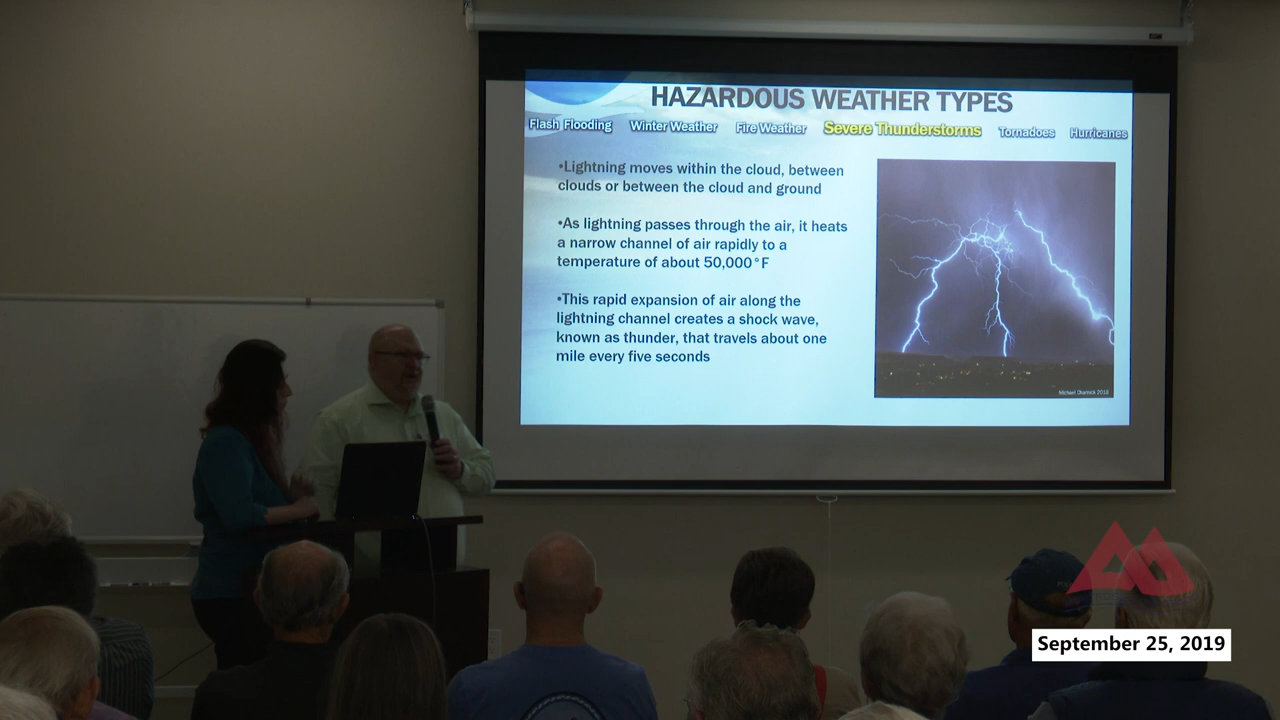 HAZARDOUS WEATHER TYPES
Flash Flooding Winter Weather Fire Weather Severe Thunderstorms Tornadoes Hurricanes
•Lightning moves within the cloud, between
clouds or between the cloud and ground
•As lightning passes through the air, it heats
a narrow channel of air rapidly to a
temperature of about 50,000°F
•This rapid expansion of air along the
lightning channel creates a shock wave,
known as thunder, that travels about one
mile every five seconds
September 25, 2019